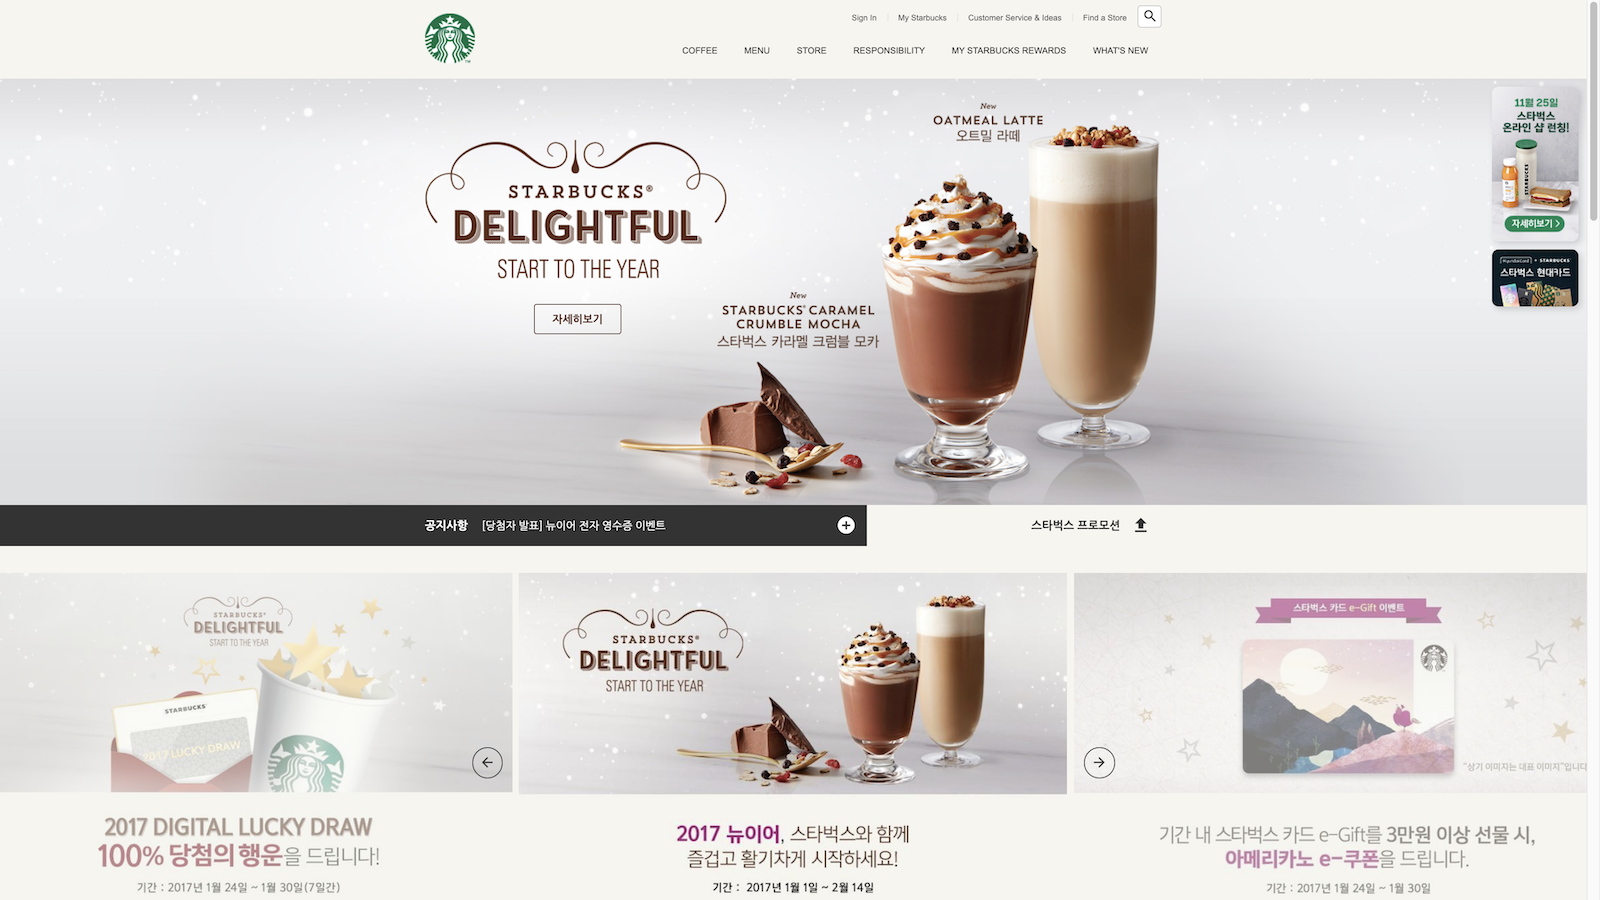 Sign In
My Starbucks
Customer Service & Ideas
Find a Store
COFFEE
MENU
STORE
RESPONSIBILITY
MY STARBUCKS REWARDS
WHAT'S NEW
New
OATMEAL LATTE
오트밀 라떼
STARBUCKS®
DELIGHTFUL
START TO THE YEAR
자세히보기
New
STARBUCKS® CARAMEL
CRUMBLE MOCHA
스타벅스 카라멜 크럼블 모카
11월 25일
스타벅스
온라인 샵 런칭!
STARBUCKS
자세히보기 >
HyundaiCard + STARBUCKS
스타벅스 현대카드
공지사항 [당첨자 발표] 뉴이어 전자 영수증 이벤트
스타벅스 프로모션
STARBUCKS®
DELIGHTFUL
START TO THE YEAR
STARBUCKS®
2017 LUCKY DRAW
2017 DIGITAL LUCKY DRAW
100% 당첨의 행운을 드립니다!
기간 : 2017년 1월 24일 ~ 1월 30일(7일간)
STARBUCKS®
DELIGHTFUL
START TO THE YEAR
2017 뉴이어, 스타벅스와 함께
즐겁고 활기차게 시작하세요!
기간 : 2017년 1월 1일 ~ 2월 14일
스타벅스 카드 e-Gift 이벤트
"상기 이미지는 대표 이미지"입니다
기간 내 스타벅스 카드 e-Gift를 3만원 이상 선물 시,
아메리카노 e-쿠폰을 드립니다.
기간 : 2017년 1월 24일 ~ 1월 30일